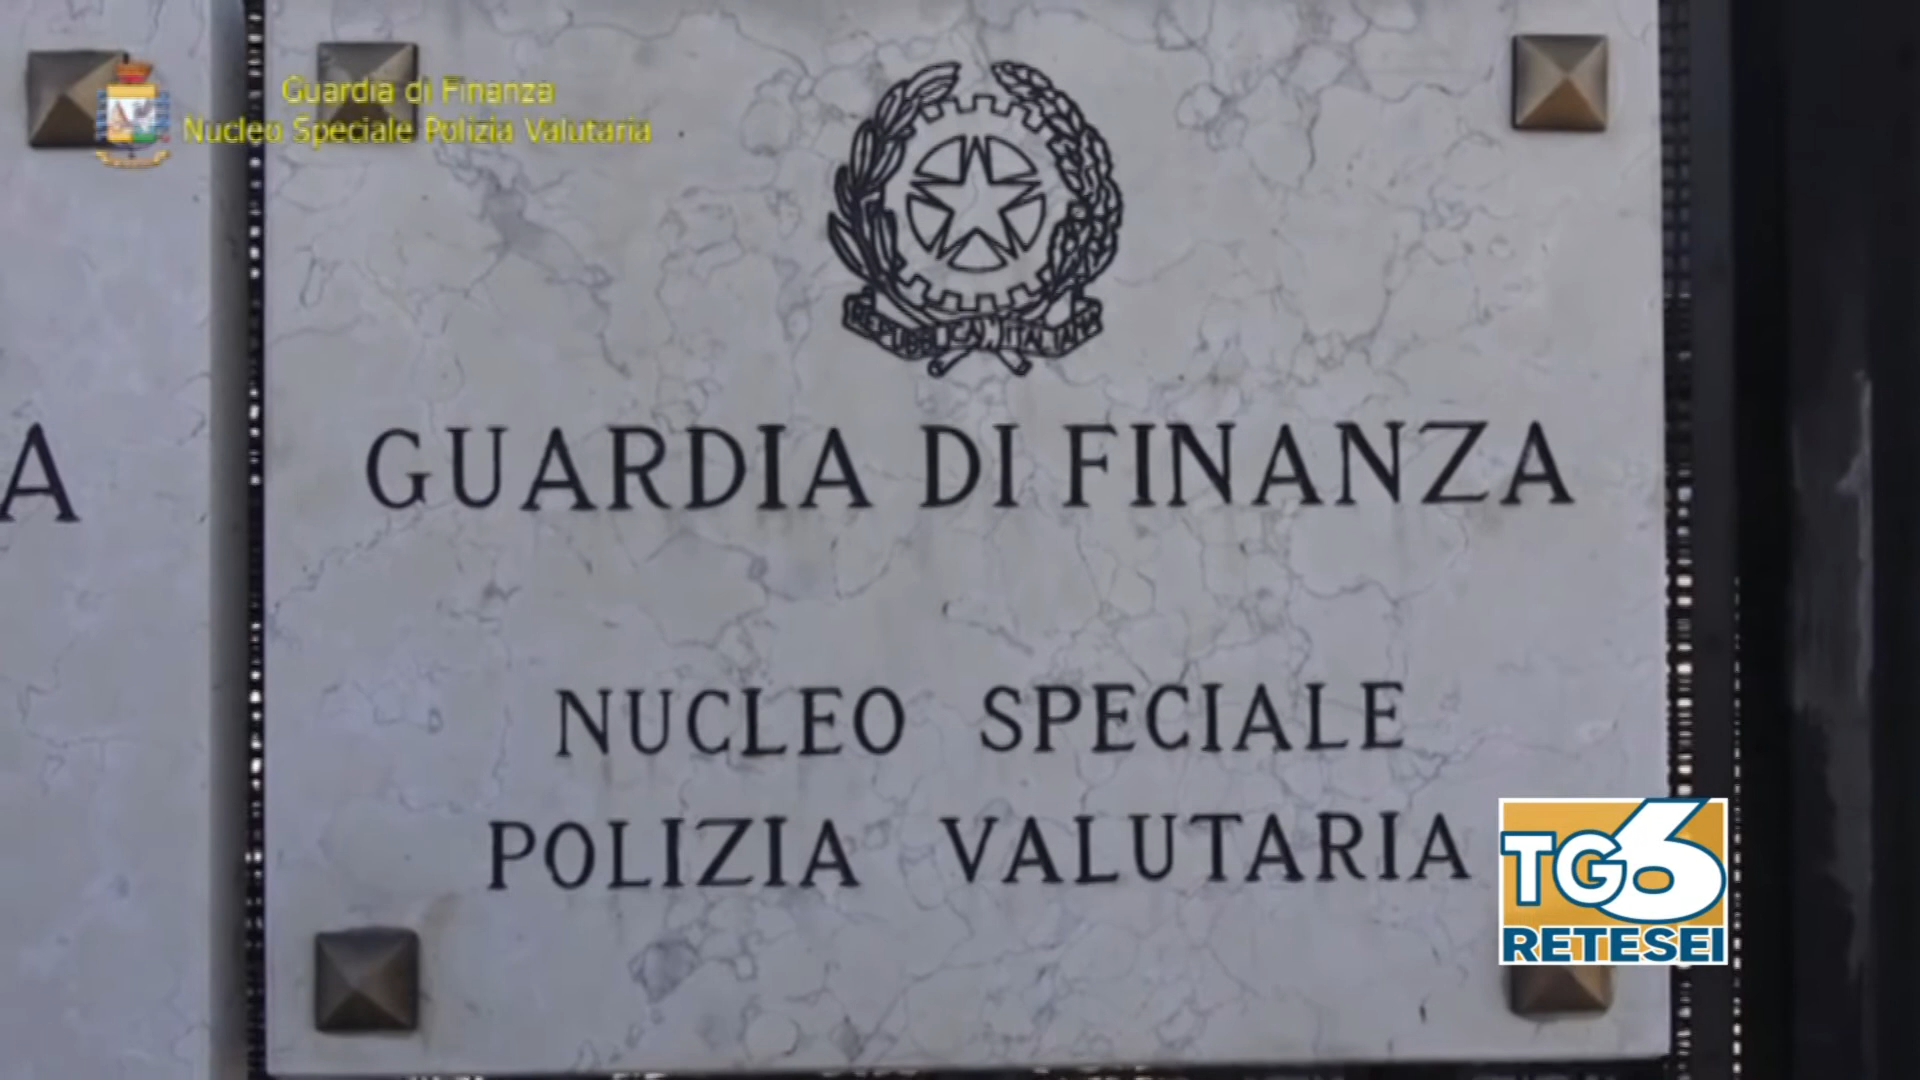 Guardia di Finanza
Nucleo Speciale Polizia Valutaria
REPUBBLICA ITALIANA
A
GUARDIA DI FINANZA
NUCLEO SPECIALE
POLIZIA VALUTARIA
TG6
RETESEI